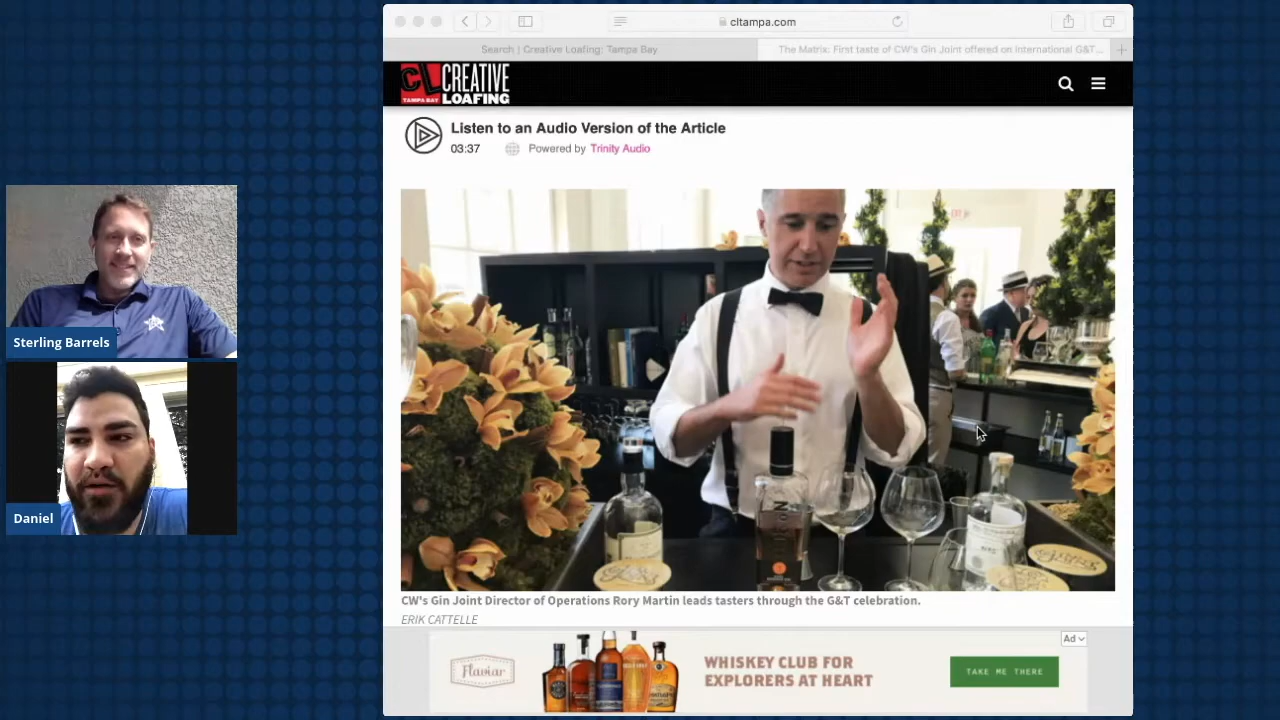 cltampa.com
Search | Creative Loafing: Tampa Bay
The Matrix: First taste of CW's Gin Joint offered on International G&T...
CL CREATIVE
TAMPA BAY LOAFING
Listen to an Audio Version of the Article
03:37 Powered by Trinity Audio
EXIT
Sterling Barrels
Daniel
CW's Gin Joint Director of Operations Rory Martin leads tasters through the G&T celebration.
ERIK CATTELLE
Ad
Flaviar
WHISKEY CLUB FOR
EXPLORERS AT HEART
TAKE ME THERE